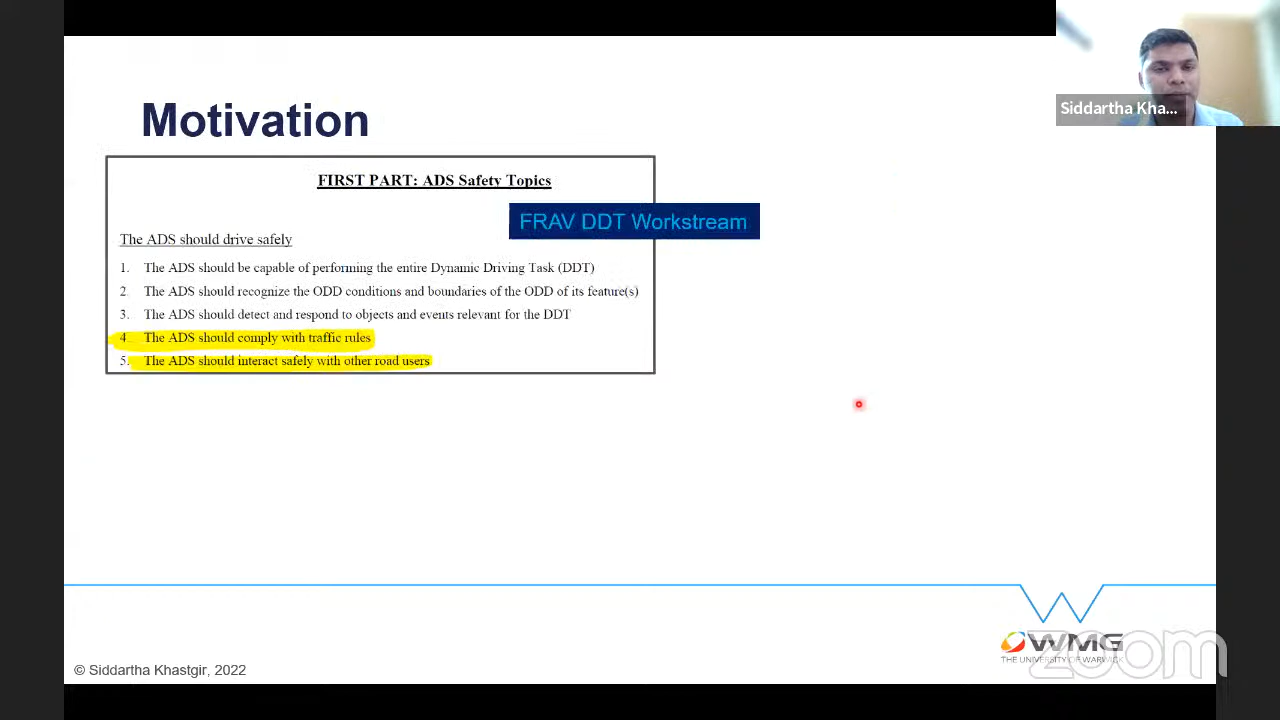 Siddartha Kha...
Motivation
FIRST PART: ADS Safety Topics
FRAV DDT Workstream
The ADS should drive safely
1. The ADS should be capable of performing the entire Dynamic Driving Task (DDT)
2. The ADS should recognize the ODD conditions and boundaries of the ODD of its feature(s)
3. The ADS should detect and respond to objects and events relevant for the DDT
4. The ADS should comply with traffic rules
5. The ADS should interact safely with other road users
WMG
THE UNIVERSITY OF WARWICK
zoom
© Siddartha Khastgir, 2022